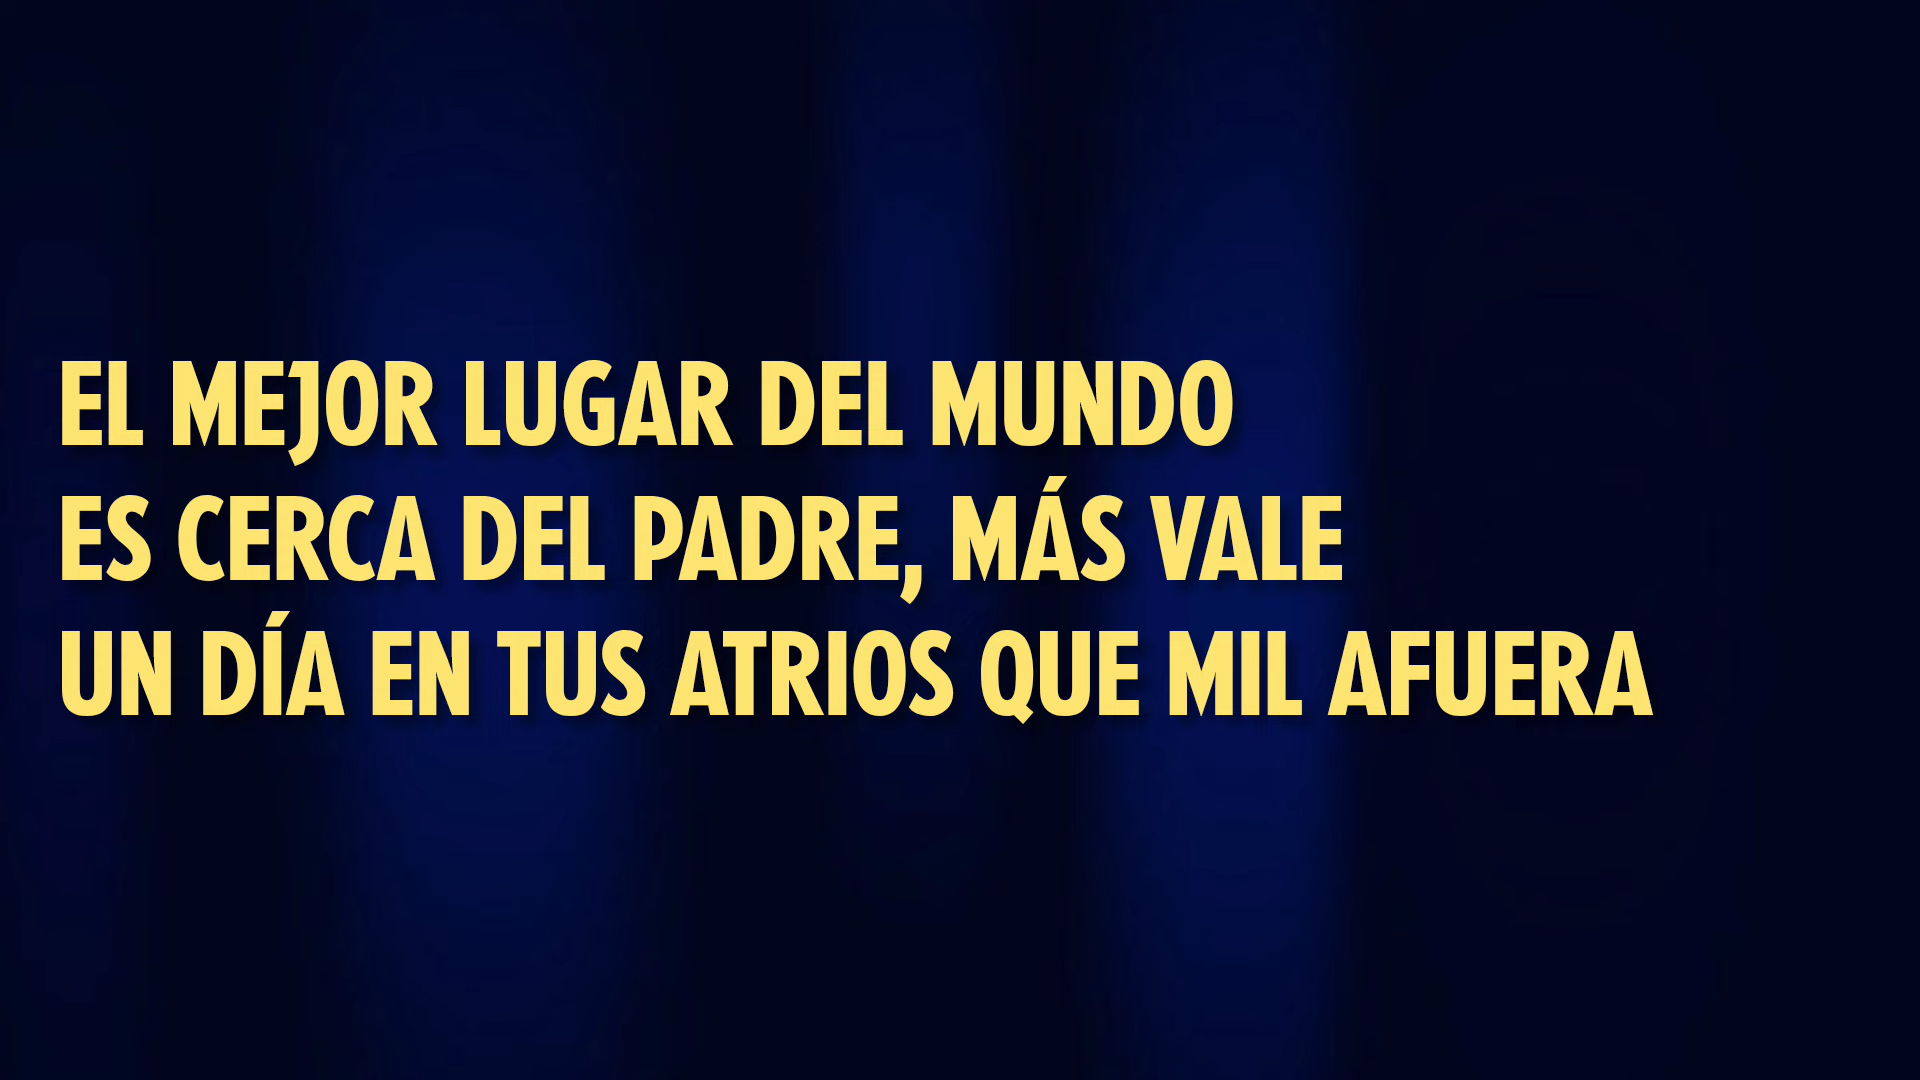 EL MEJOR LUGAR DEL MUNDO
ES CERCA DEL PADRE, MÁS VALE
UN DÍA EN TUS ATRIOS QUE MIL AFUERA